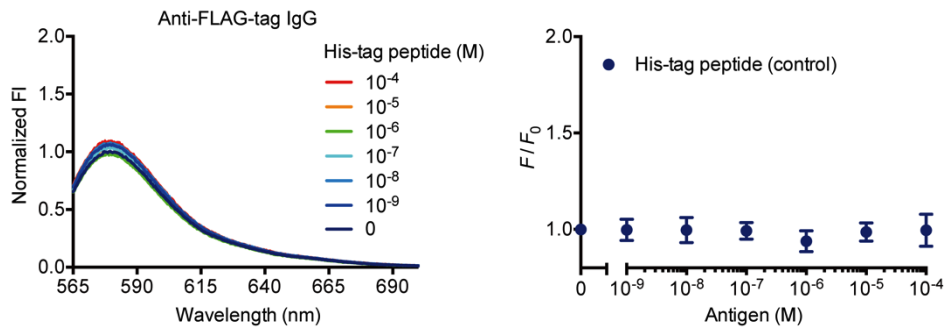 Anti-FLAG-tag IgG
Normalized FI
2.0
1.5
1.0
0.5
0.0
565 590 615 640 665 690
Wavelength (nm)
His-tag peptide (M)
10⁻⁴
10⁻⁵
10⁻⁶
10⁻⁷
10⁻⁸
10⁻⁹
0
F / F₀
2.0
1.5
1.0
His-tag peptide (control)
0 10⁻⁹ 10⁻⁸ 10⁻⁷ 10⁻⁶ 10⁻⁵ 10⁻⁴
Antigen (M)